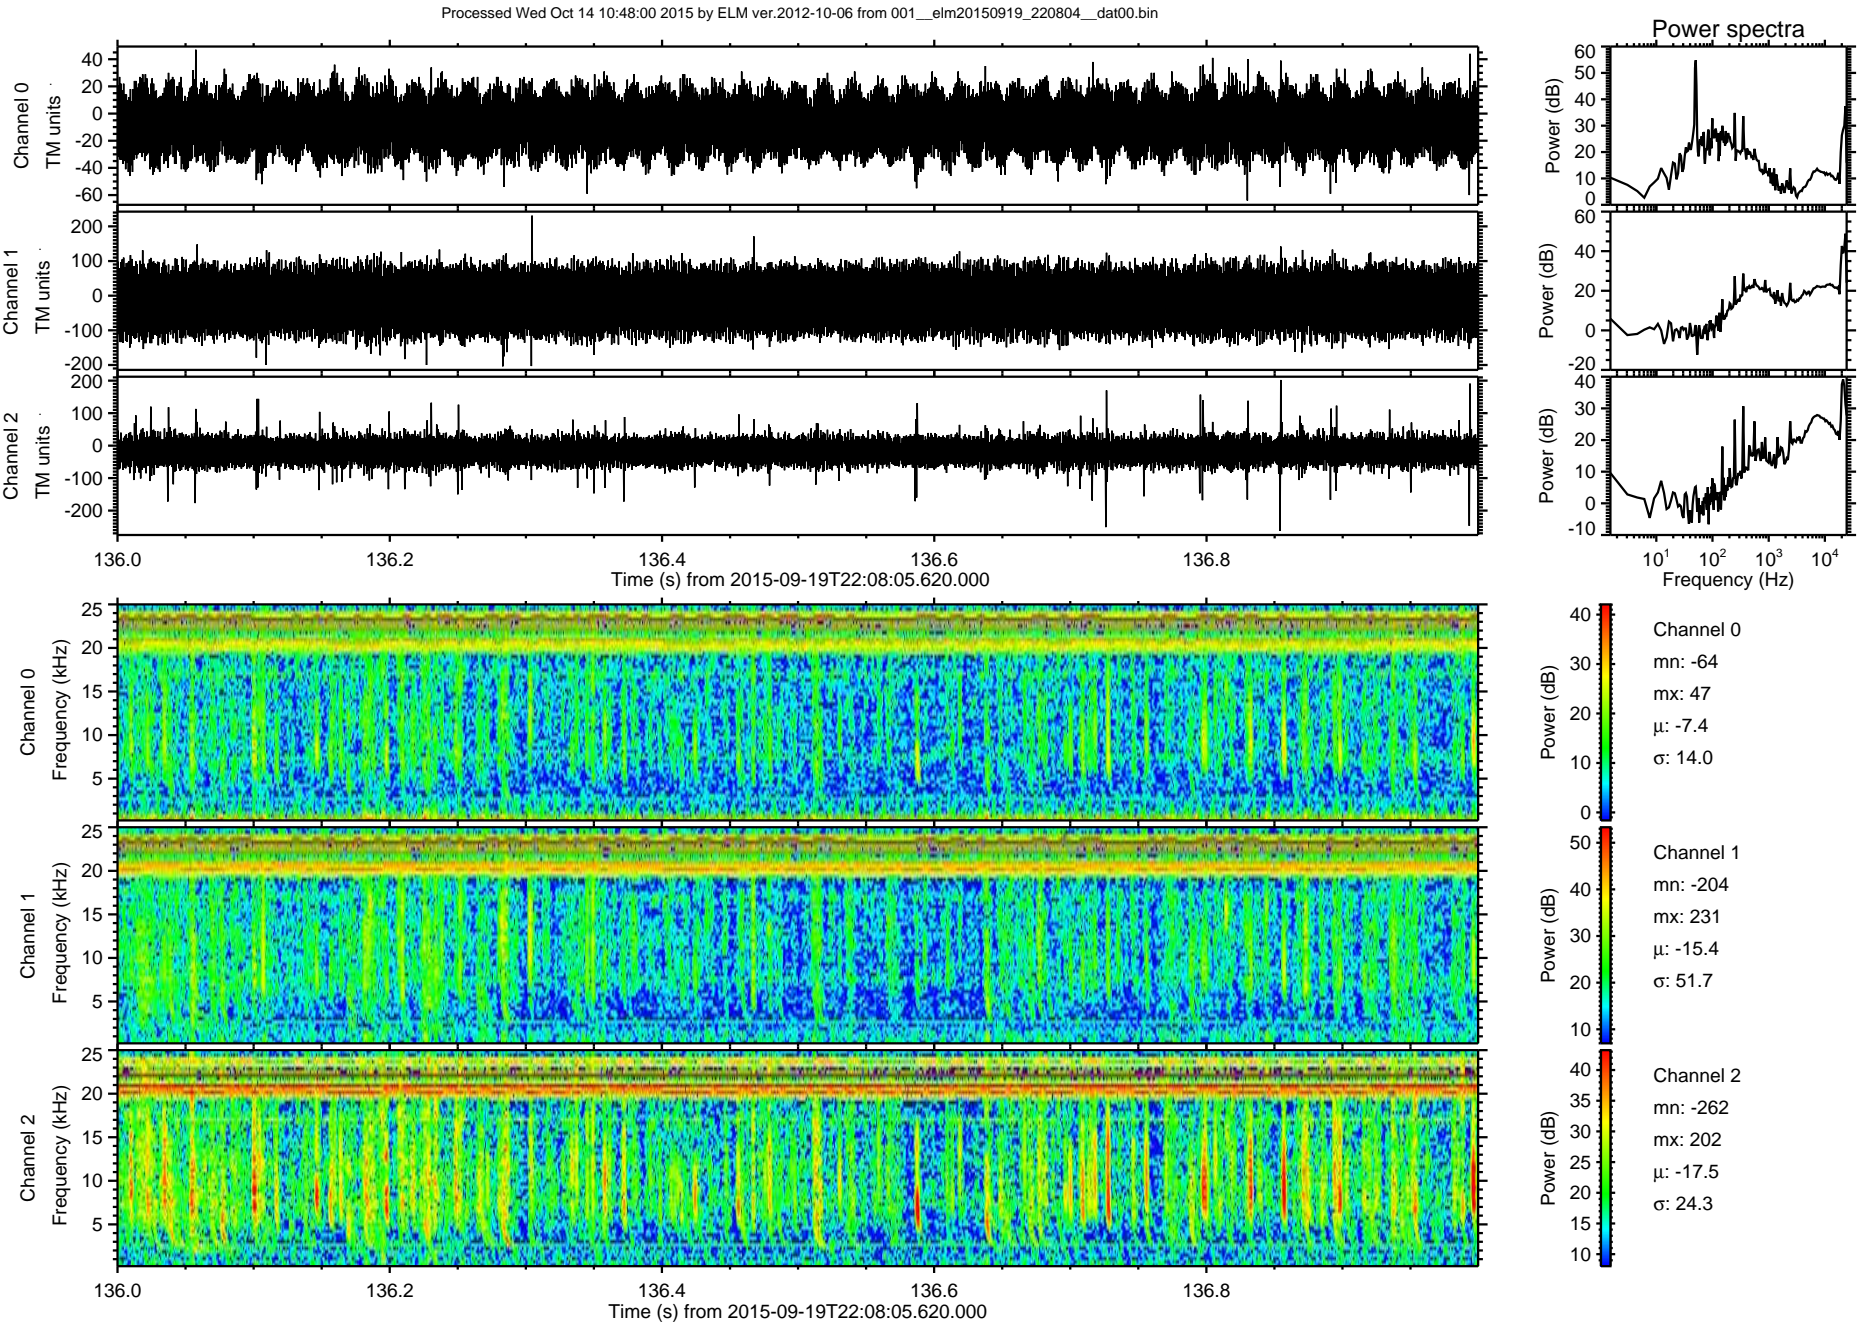 Processed Wed Oct 14 10:48:00 2015 by ELM ver.2012-10-06 from 001__elm20150919_220804__dat00.bin
Power spectra
Channel 0
TM units
40
20
0
-20
-40
-60
Power (dB)
60
50
40
30
20
10
0
Channel 1
TM units
200
100
0
-100
-200
Power (dB)
60
40
20
0
-20
Channel 2
TM units
200
100
0
-100
-200
Power (dB)
40
30
20
10
0
-10
136.0 136.2 136.4 136.6 136.8
Time (s) from 2015-09-19T22:08:05.620.000
10^1 10^2 10^3 10^4
Frequency (Hz)
Channel 0
Frequency (kHz)
25
20
15
10
5
Power (dB)
40
30
20
10
0
Channel 0
mn: -64
mx: 47
μ: -7.4
σ: 14.0
Channel 1
Frequency (kHz)
25
20
15
10
5
Power (dB)
50
40
30
20
10
Channel 1
mn: -204
mx: 231
μ: -15.4
σ: 51.7
Channel 2
Frequency (kHz)
25
20
15
10
5
Power (dB)
40
35
30
25
20
15
10
Channel 2
mn: -262
mx: 202
μ: -17.5
σ: 24.3
136.0 136.2 136.4 136.6 136.8
Time (s) from 2015-09-19T22:08:05.620.000